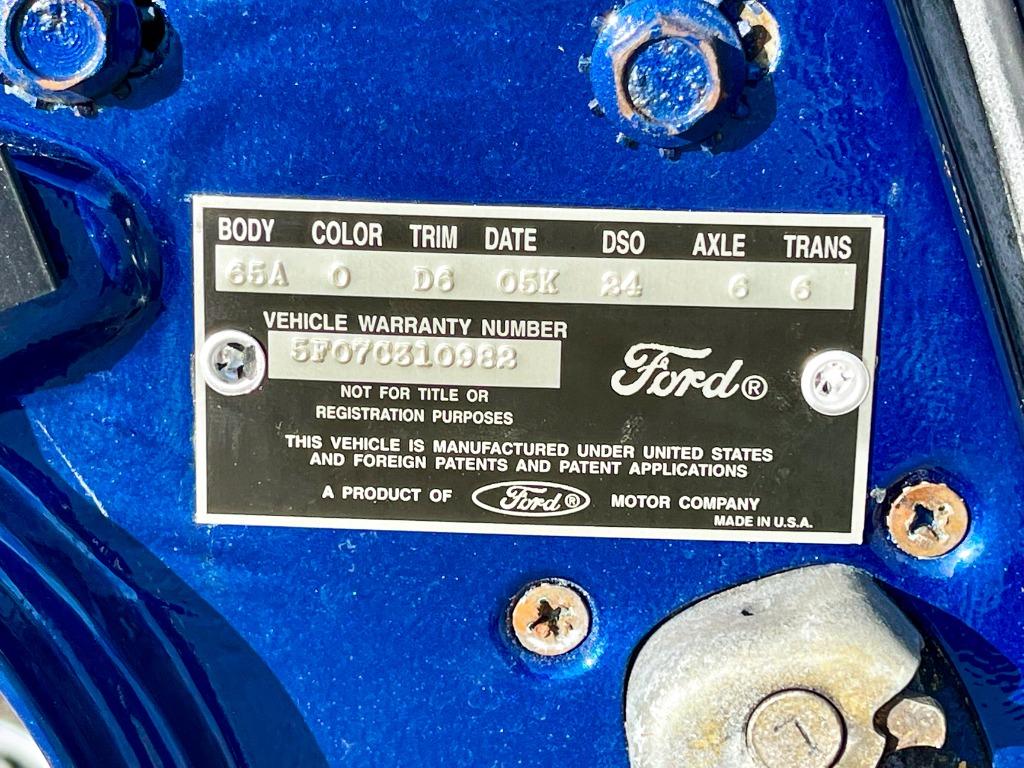 BODY COLOR TRIM DATE DSO AXLE TRANS
65A O D6 05K 24 6 6
VEHICLE WARRANTY NUMBER
5F07C310982
NOT FOR TITLE OR
REGISTRATION PURPOSES
Ford®
THIS VEHICLE IS MANUFACTURED UNDER UNITED STATES
AND FOREIGN PATENTS AND PATENT APPLICATIONS
A PRODUCT OF Ford® MOTOR COMPANY
MADE IN U.S.A.